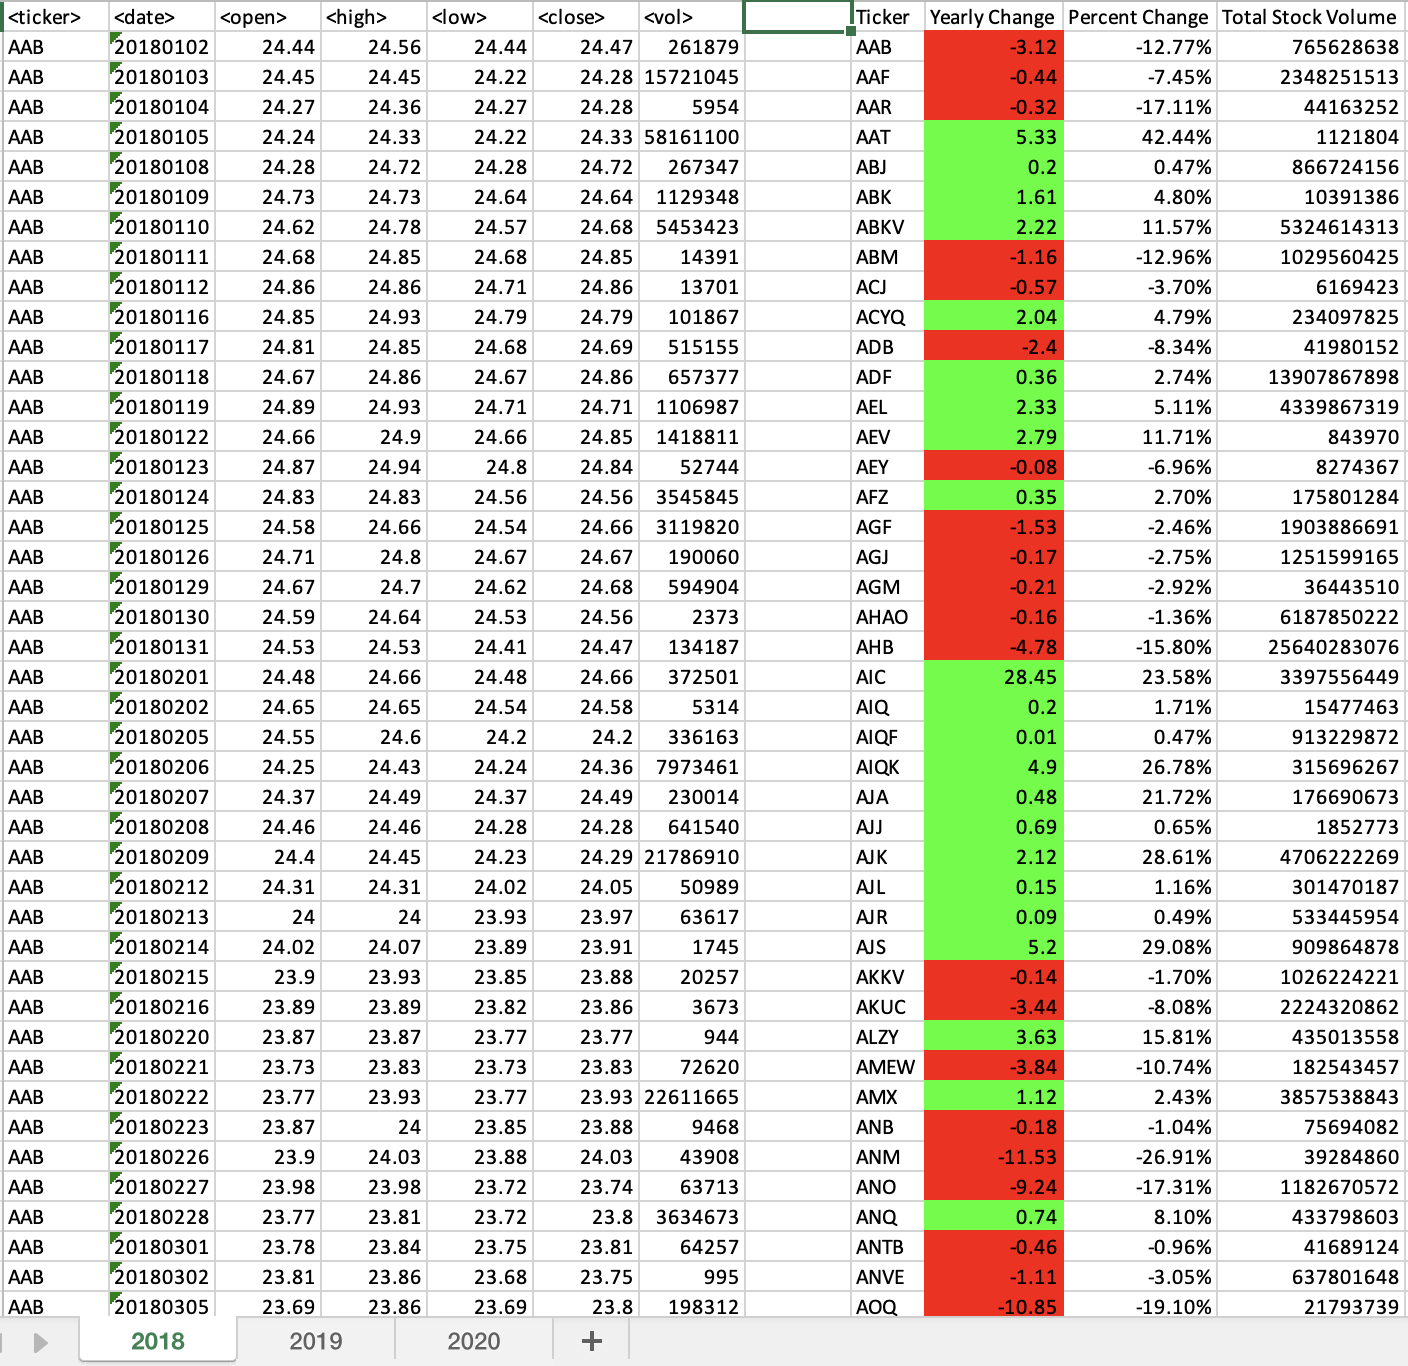 <ticker> <date> <open> <high> <low> <close> <vol> Ticker Yearly Change Percent Change Total Stock Volume
AAB 20180102 24.44 24.56 24.44 24.47 261879 AAB -3.12 -12.77% 765628638
AAB 20180103 24.45 24.45 24.22 24.28 15721045 AAF -0.44 -7.45% 2348251513
AAB 20180104 24.27 24.36 24.27 24.28 5954 AAR -0.32 -17.11% 44163252
AAB 20180105 24.24 24.33 24.22 24.33 58161100 AAT 5.33 42.44% 1121804
AAB 20180108 24.28 24.72 24.28 24.72 267347 ABJ 0.2 0.47% 866724156
AAB 20180109 24.73 24.73 24.64 24.64 1129348 ABK 1.61 4.80% 10391386
AAB 20180110 24.62 24.78 24.57 24.68 5453423 ABKV 2.22 11.57% 5324614313
AAB 20180111 24.68 24.85 24.68 24.85 14391 ABM -1.16 -12.96% 1029560425
AAB 20180112 24.86 24.86 24.71 24.86 13701 ACJ -0.57 -3.70% 6169423
AAB 20180116 24.85 24.93 24.79 24.79 101867 ACYQ 2.04 4.79% 234097825
AAB 20180117 24.81 24.85 24.68 24.69 515155 ADB -2.4 -8.34% 41980152
AAB 20180118 24.67 24.86 24.67 24.86 657377 ADF 0.36 2.74% 13907867898
AAB 20180119 24.89 24.93 24.71 24.71 1106987 AEL 2.33 5.11% 4339867319
AAB 20180122 24.66 24.9 24.66 24.85 1418811 AEV 2.79 11.71% 843970
AAB 20180123 24.87 24.94 24.8 24.84 52744 AEY -0.08 -6.96% 8274367
AAB 20180124 24.83 24.83 24.56 24.56 3545845 AFZ 0.35 2.70% 175801284
AAB 20180125 24.58 24.66 24.54 24.66 3119820 AGF -1.53 -2.46% 1903886691
AAB 20180126 24.71 24.8 24.67 24.67 190060 AGJ -0.17 -2.75% 1251599165
AAB 20180129 24.67 24.7 24.62 24.68 594904 AGM -0.21 -2.92% 36443510
AAB 20180130 24.59 24.64 24.53 24.56 2373 AHAO -0.16 -1.36% 6187850222
AAB 20180131 24.53 24.53 24.41 24.47 134187 AHB -4.78 -15.80% 25640283076
AAB 20180201 24.48 24.66 24.48 24.66 372501 AIC 28.45 23.58% 3397556449
AAB 20180202 24.65 24.65 24.54 24.58 5314 AIQ 0.2 1.71% 15477463
AAB 20180205 24.55 24.6 24.2 24.2 336163 AIQF 0.01 0.47% 913229872
AAB 20180206 24.25 24.43 24.24 24.36 7973461 AIQK 4.9 26.78% 315696267
AAB 20180207 24.37 24.49 24.37 24.49 230014 AJA 0.48 21.72% 176690673
AAB 20180208 24.46 24.46 24.28 24.28 641540 AJJ 0.69 0.65% 1852773
AAB 20180209 24.4 24.45 24.23 24.29 21786910 AJK 2.12 28.61% 4706222269
AAB 20180212 24.31 24.31 24.02 24.05 50989 AJL 0.15 1.16% 301470187
AAB 20180213 24 24 23.93 23.97 63617 AJR 0.09 0.49% 533445954
AAB 20180214 24.02 24.07 23.89 23.91 1745 AJS 5.2 29.08% 909864878
AAB 20180215 23.9 23.93 23.85 23.88 20257 AKKV -0.14 -1.70% 1026224221
AAB 20180216 23.89 23.89 23.82 23.86 3673 AKUC -3.44 -8.08% 2224320862
AAB 20180220 23.87 23.87 23.77 23.77 944 ALZY 3.63 15.81% 435013558
AAB 20180221 23.73 23.83 23.73 23.83 72620 AMEW -3.84 -10.74% 182543457
AAB 20180222 23.77 23.93 23.77 23.93 22611665 AMX 1.12 2.43% 3857538843
AAB 20180223 23.87 24 23.85 23.88 9468 ANB -0.18 -1.04% 75694082
AAB 20180226 23.9 24.03 23.88 24.03 43908 ANM -11.53 -26.91% 39284860
AAB 20180227 23.98 23.98 23.72 23.74 63713 ANO -9.24 -17.31% 1182670572
AAB 20180228 23.77 23.81 23.72 23.8 3634673 ANQ 0.74 8.10% 433798603
AAB 20180301 23.78 23.84 23.75 23.81 64257 ANTB -0.46 -0.96% 41689124
AAB 20180302 23.81 23.86 23.68 23.75 995 ANVE -1.11 -3.05% 637801648
AAB 20180305 23.69 23.86 23.69 23.8 198312 AOQ -10.85 -19.10% 21793739
2018 2019 2020 +